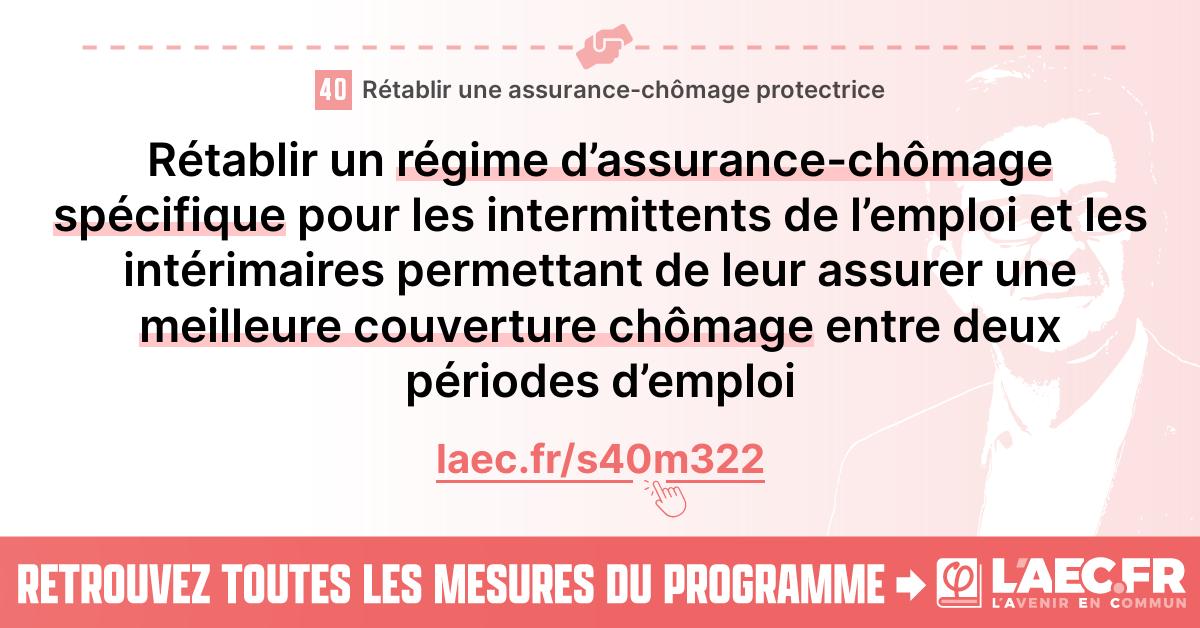 40 Rétablir une assurance-chômage protectrice
Rétablir un régime d’assurance-chômage
spécifique pour les intermittents de l’emploi et les
intérimaires permettant de leur assurer une
meilleure couverture chômage entre deux
périodes d’emploi
laec.fr/s40m322
RETROUVEZ TOUTES LES MESURES DU PROGRAMME
L'AEC.FR
L'AVENIR EN COMMUN